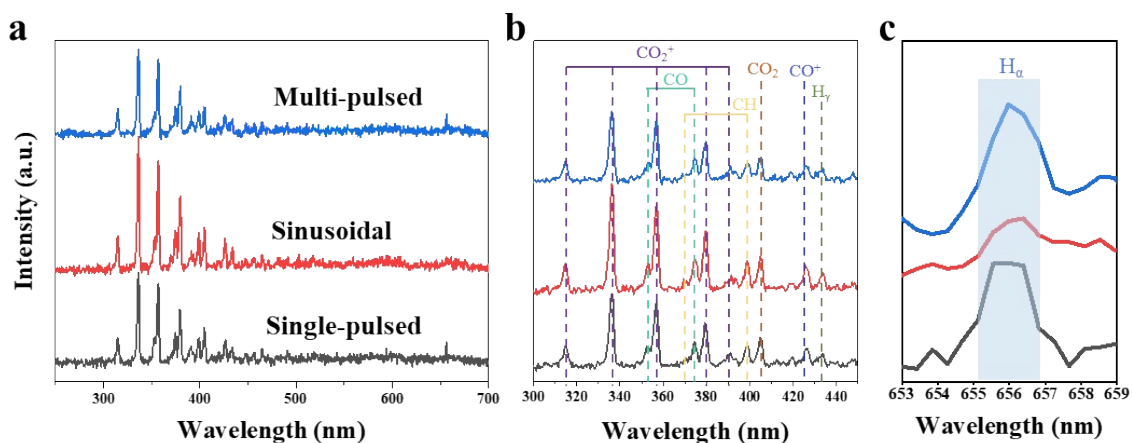 a
Multi-pulsed
Sinusoidal
Single-pulsed
Intensity (a.u.)
300 400 500 600 700
Wavelength (nm)
b
CO₂⁺
CO
CH
CO₂
CO⁺
Hᵧ
300 320 340 360 380 400 420 440
Wavelength (nm)
c
Hα
653 654 655 656 657 658 659
Wavelength (nm)